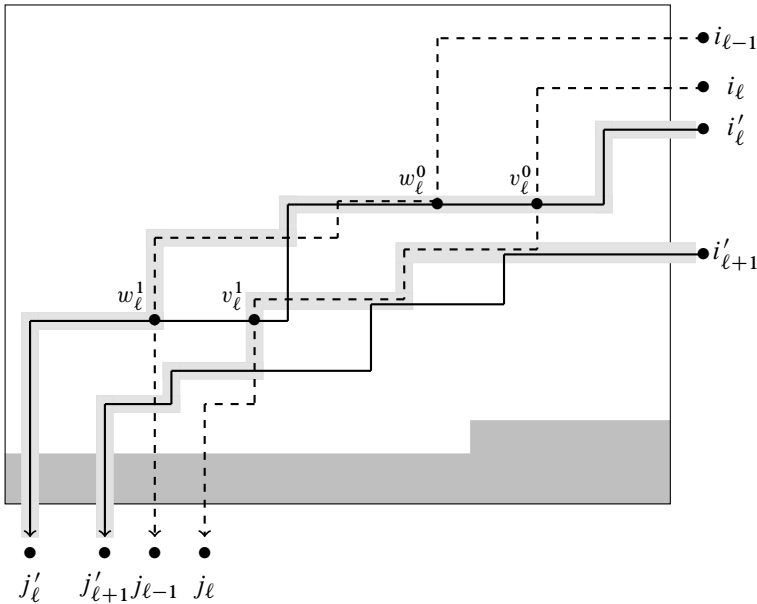 i_{ℓ−1}
i_ℓ
i′_ℓ
w^0_ℓ v^0_ℓ
i′_{ℓ+1}
w^1_ℓ v^1_ℓ
j′_ℓ j′_{ℓ+1} j_{ℓ−1} j_ℓ